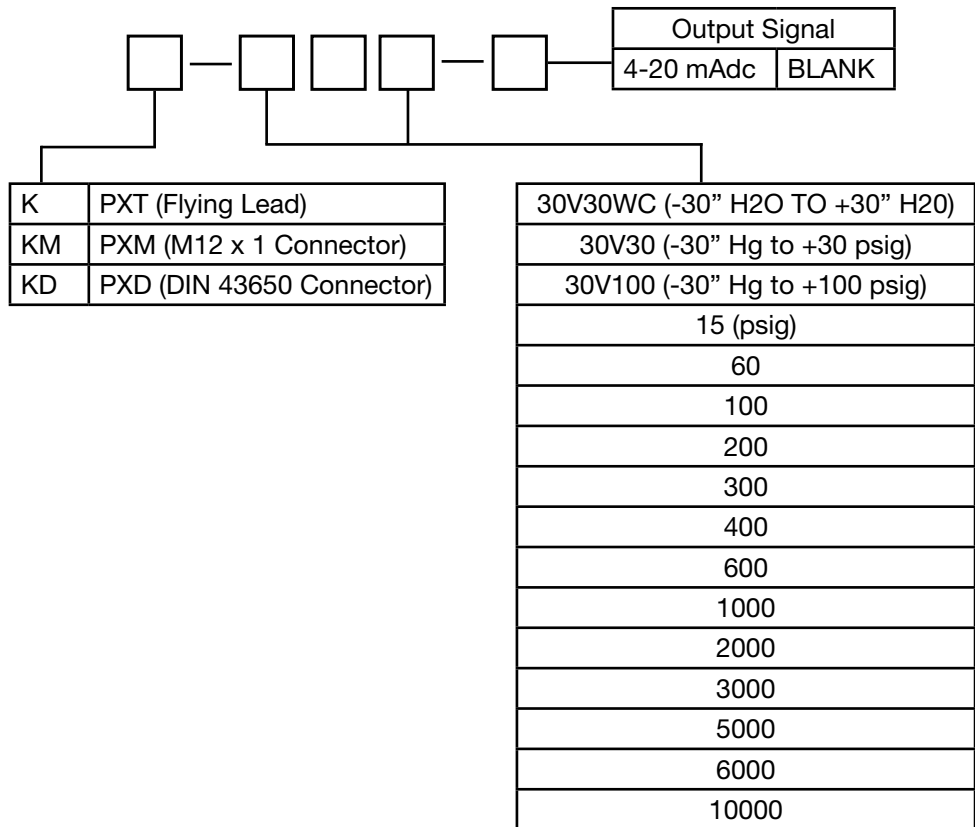 Output Signal
4-20 mAdc BLANK
K PXT (Flying Lead)
KM PXM (M12 x 1 Connector)
KD PXD (DIN 43650 Connector)
30V30WC (-30” H2O TO +30” H20)
30V30 (-30” Hg to +30 psig)
30V100 (-30” Hg to +100 psig)
15 (psig)
60
100
200
300
400
600
1000
2000
3000
5000
6000
10000